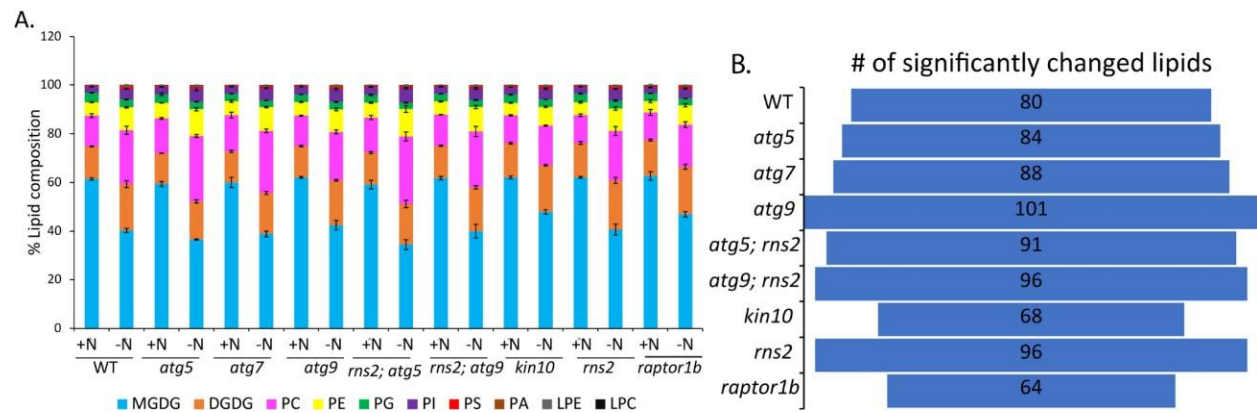 A.
120
100
80
60
40
20
0
% Lipid composition
+N -N +N -N +N -N +N -N +N -N +N -N +N -N +N -N +N -N
WT atg5 atg7 atg9 rns2; atg5 rns2; atg9 kin10 rns2 raptor1b
MGDG DGDG PC PE PG PI PS PA LPE LPC
B.
# of significantly changed lipids
WT 80
atg5 84
atg7 88
atg9 101
atg5; rns2 91
atg9; rns2 96
kin10 68
rns2 96
raptor1b 64